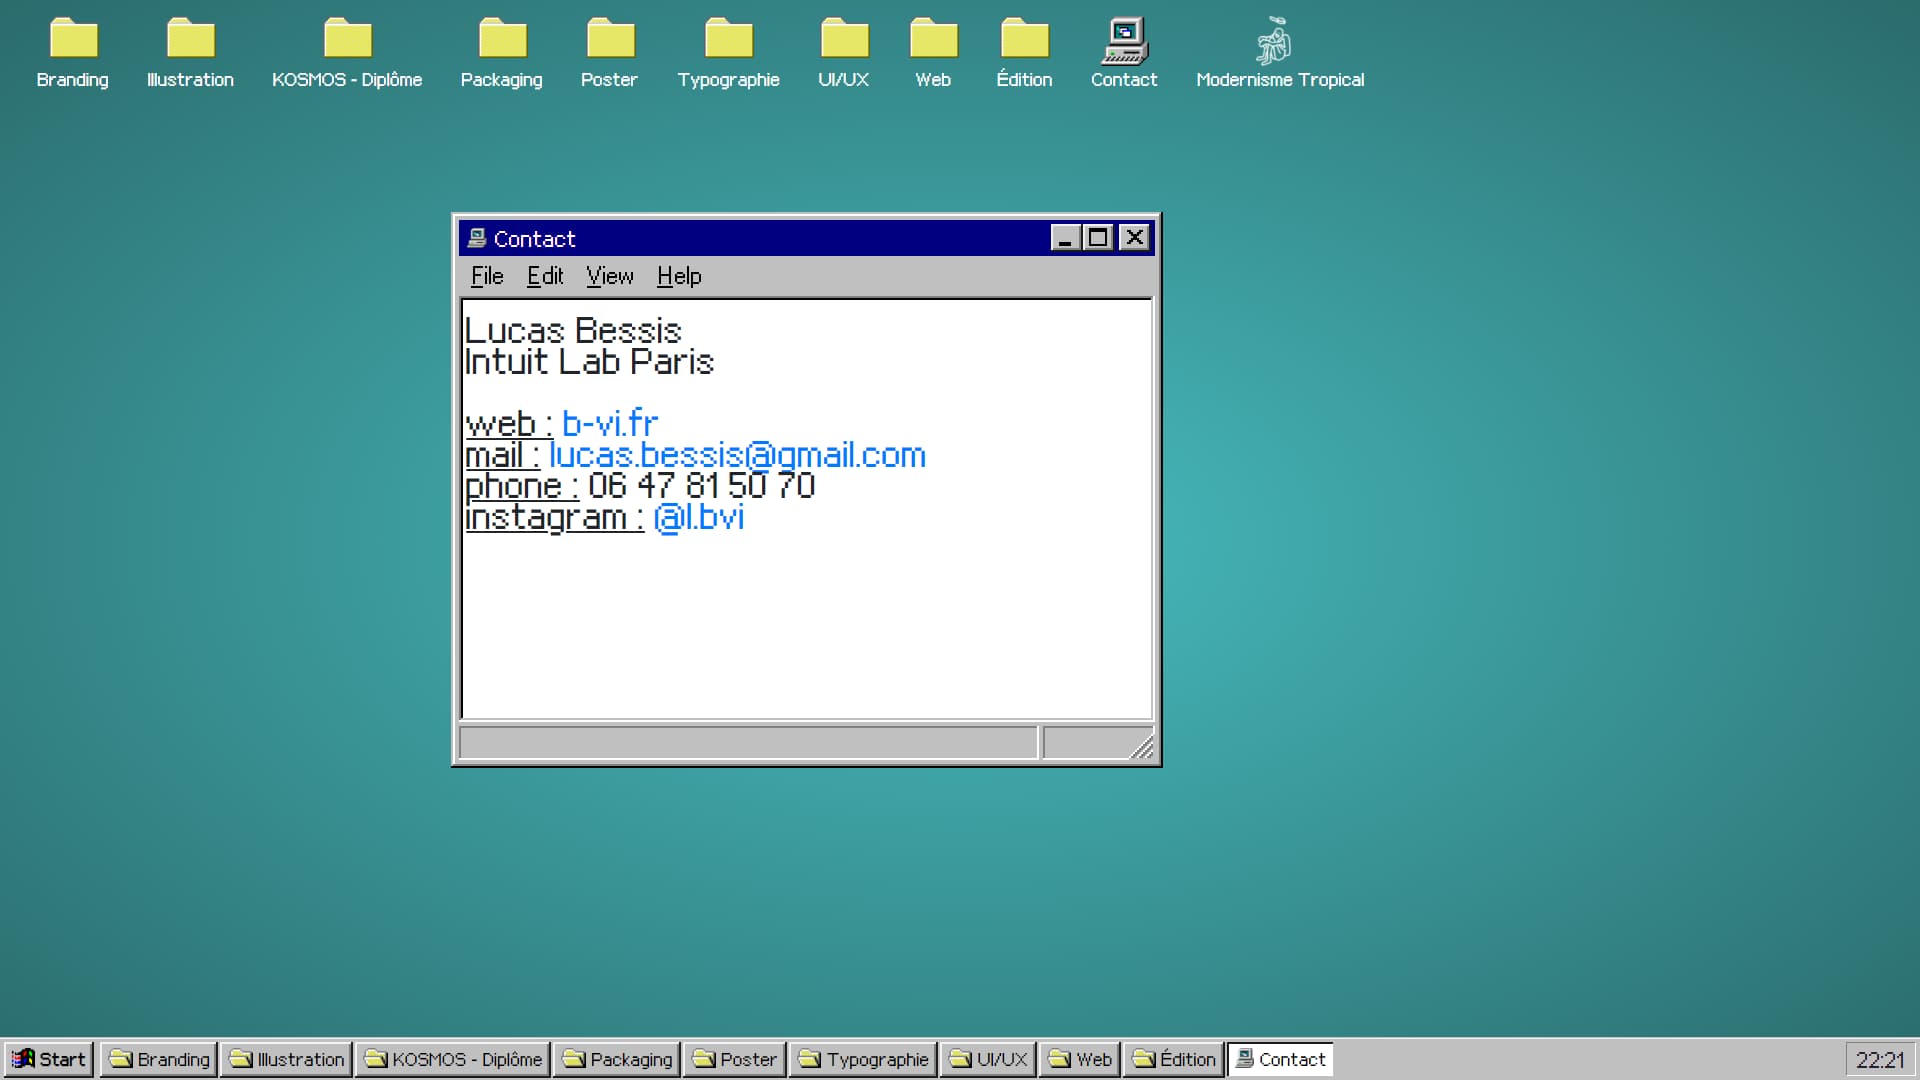 Branding
Illustration
KOSMOS - Diplôme
Packaging
Poster
Typographie
UI/UX
Web
Édition
Contact
Modernisme Tropical
Contact
File Edit View Help
Lucas Bessis
Intuit Lab Paris
web : b-vi.fr
mail : lucas.bessis@gmail.com
phone : 06 47 81 50 70
instagram : @l.bvi
Start
Branding
Illustration
KOSMOS - Diplôme
Packaging
Poster
Typographie
UI/UX
Web
Édition
Contact
22:21